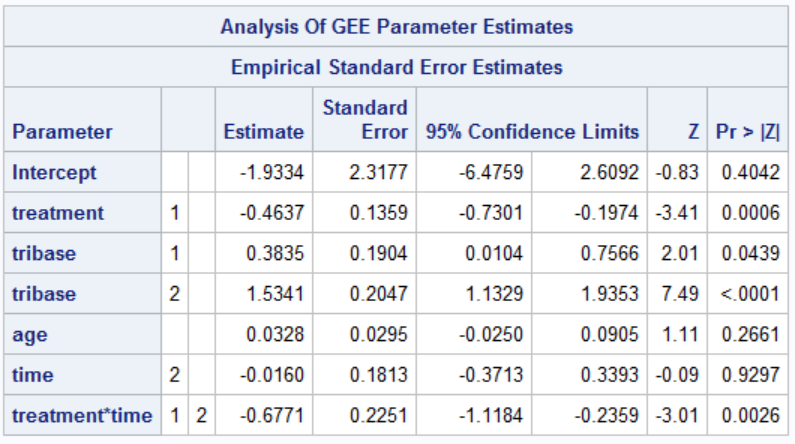 Analysis Of GEE Parameter Estimates
Empirical Standard Error Estimates
Parameter Estimate Standard Error 95% Confidence Limits Z Pr > |Z|
Intercept -1.9334 2.3177 -6.4759 2.6092 -0.83 0.4042
treatment 1 -0.4637 0.1359 -0.7301 -0.1974 -3.41 0.0006
tribase 1 0.3835 0.1904 0.0104 0.7566 2.01 0.0439
tribase 2 1.5341 0.2047 1.1329 1.9353 7.49 <.0001
age 0.0328 0.0295 -0.0250 0.0905 1.11 0.2661
time 2 -0.0160 0.1813 -0.3713 0.3393 -0.09 0.9297
treatment*time 1 2 -0.6771 0.2251 -1.1184 -0.2359 -3.01 0.0026